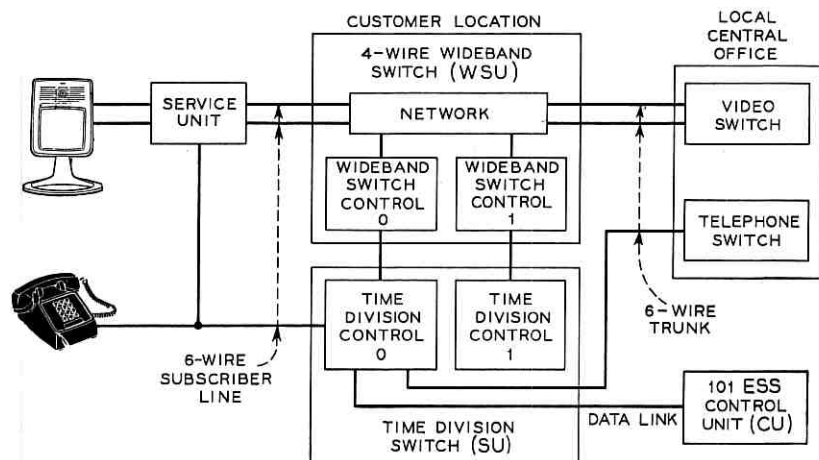 CUSTOMER LOCATION
4-WIRE WIDEBAND
SWITCH (WSU)
LOCAL
CENTRAL
OFFICE
SERVICE
UNIT
NETWORK
VIDEO
SWITCH
WIDEBAND
SWITCH
CONTROL
0
WIDEBAND
SWITCH
CONTROL
1
TELEPHONE
SWITCH
TIME
DIVISION
CONTROL
0
TIME
DIVISION
CONTROL
1
6-WIRE
TRUNK
6-WIRE
SUBSCRIBER
LINE
DATA LINK
101 ESS
CONTROL
UNIT (CU)
TIME DIVISION
SWITCH (SU)